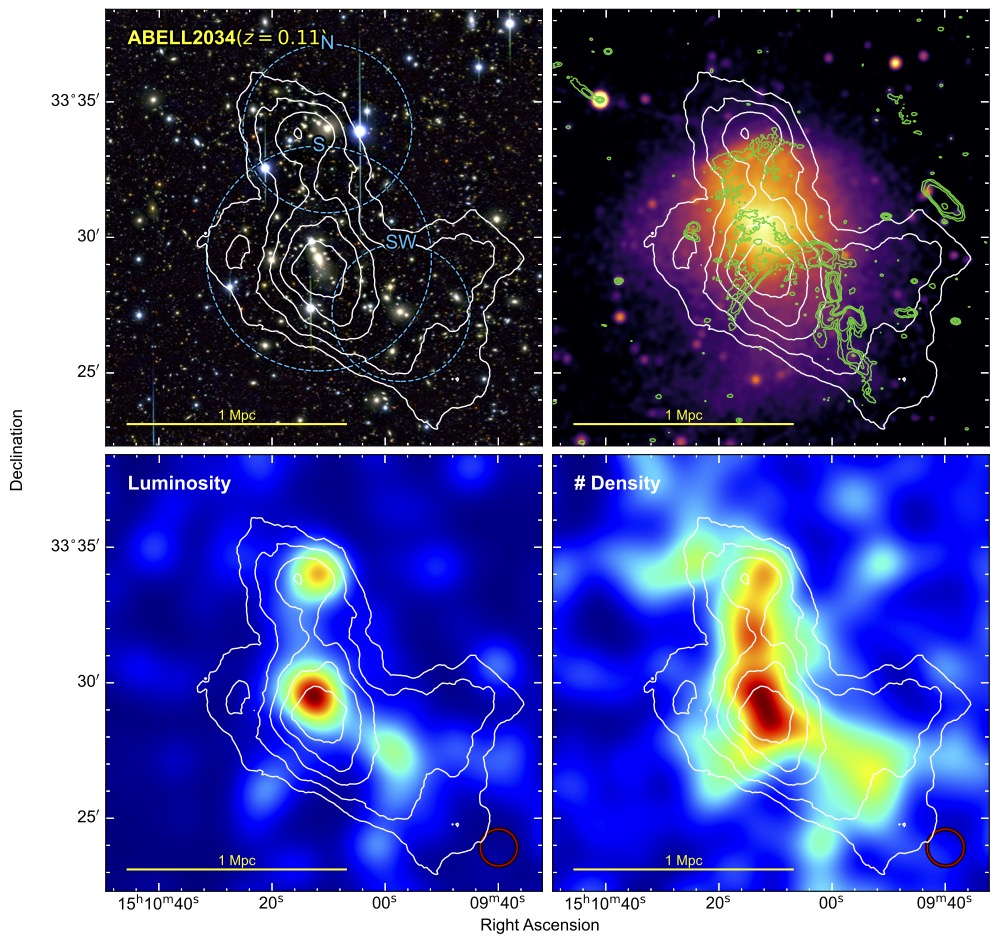 ABELL2034(z = 0.11)
N
S
SW
33°35′
30′
25′
1 Mpc
1 Mpc
Declination
Luminosity
# Density
33°35′
30′
25′
1 Mpc
1 Mpc
15ʰ10ᵐ40ˢ 20ˢ 00ˢ 09ᵐ40ˢ 15ʰ10ᵐ40ˢ 20ˢ 00ˢ 09ᵐ40ˢ
Right Ascension